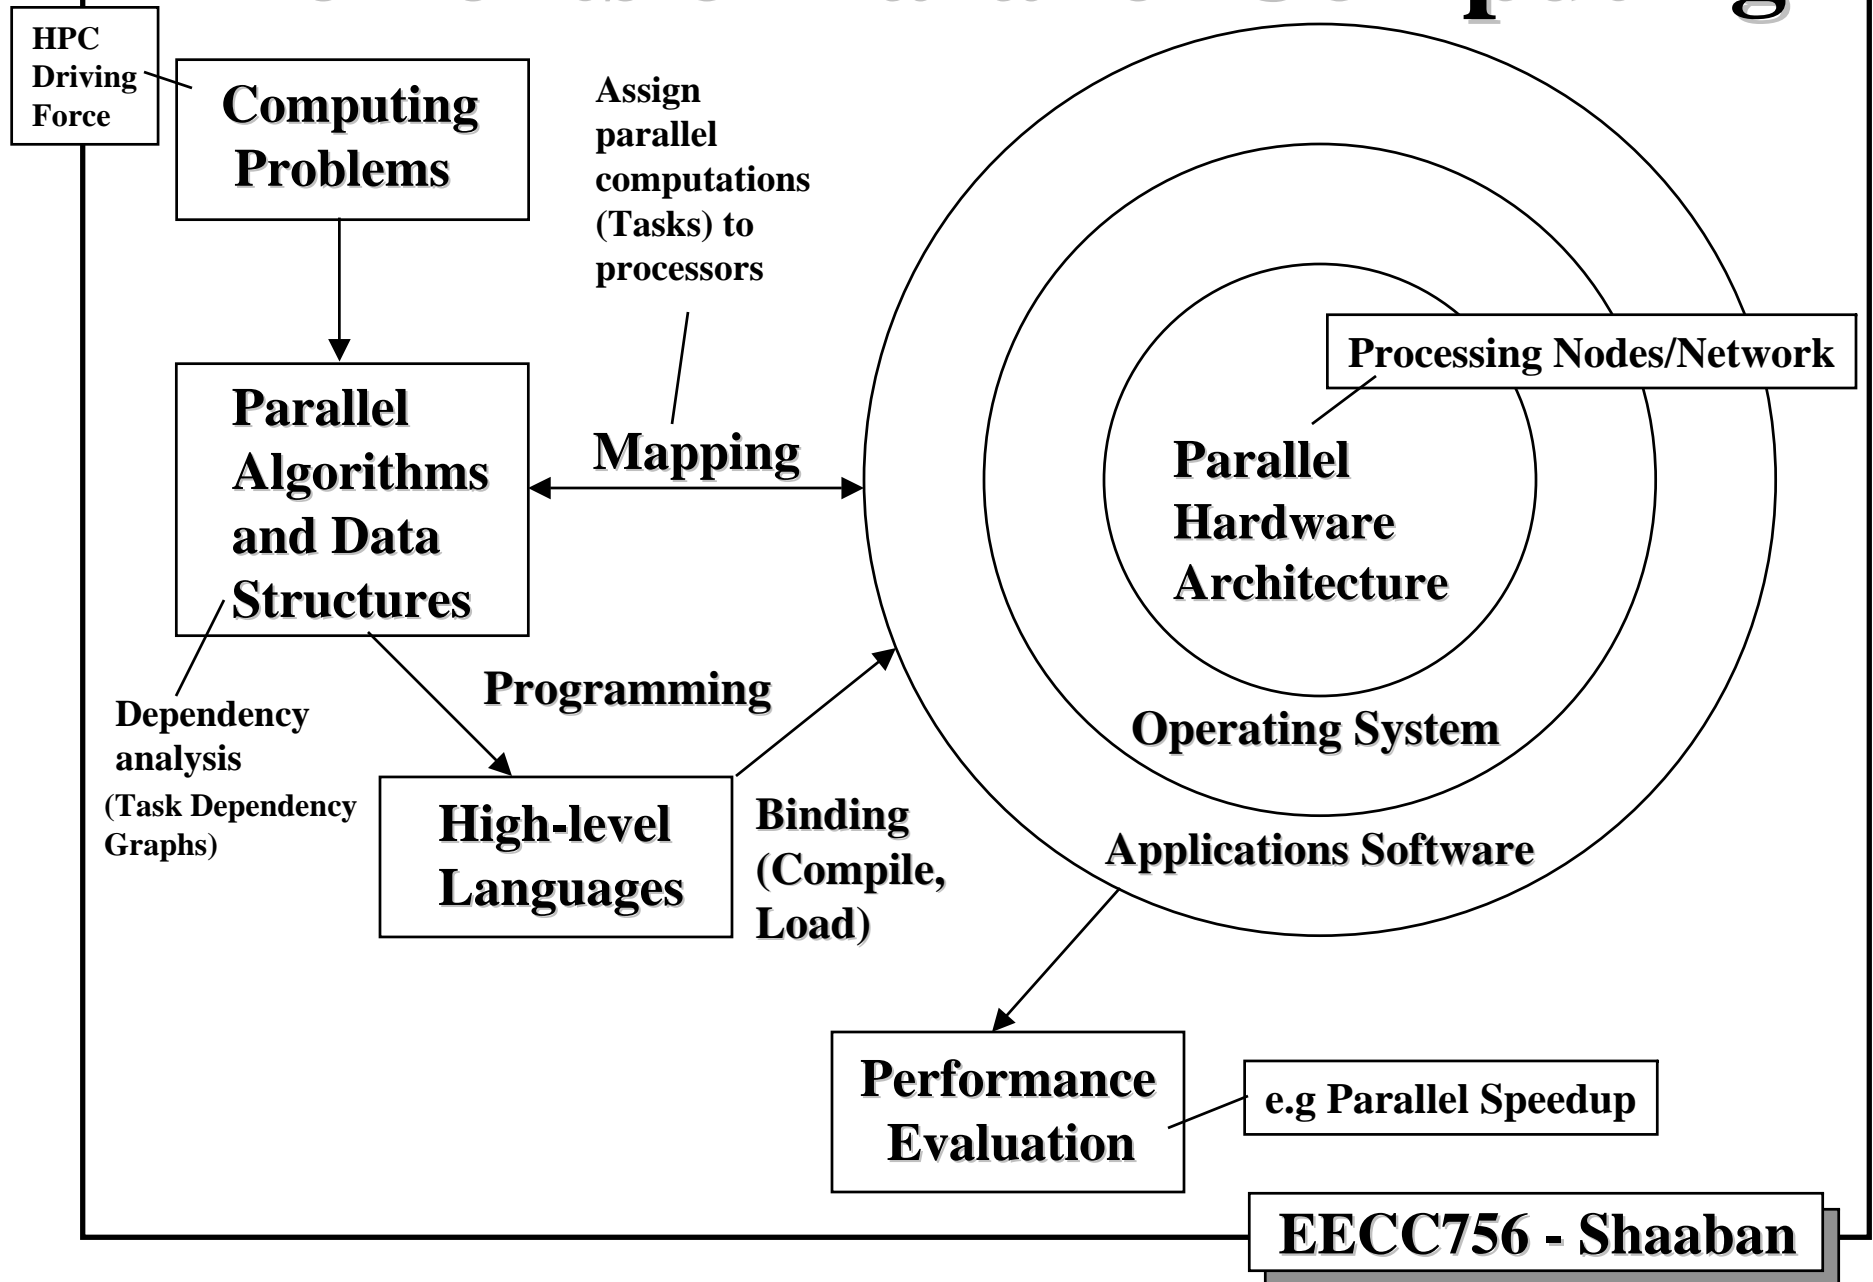 HPC
Driving
Force
Computing
Problems
Assign
parallel
computations
(Tasks) to
processors
Processing Nodes/Network
Parallel
Algorithms
and Data
Structures
Mapping
Parallel
Hardware
Architecture
Programming
Dependency
analysis
(Task Dependency
Graphs)
Operating System
High-level
Languages
Binding
(Compile,
Load)
Applications Software
Performance
Evaluation
e.g Parallel Speedup
EECC756 - Shaaban